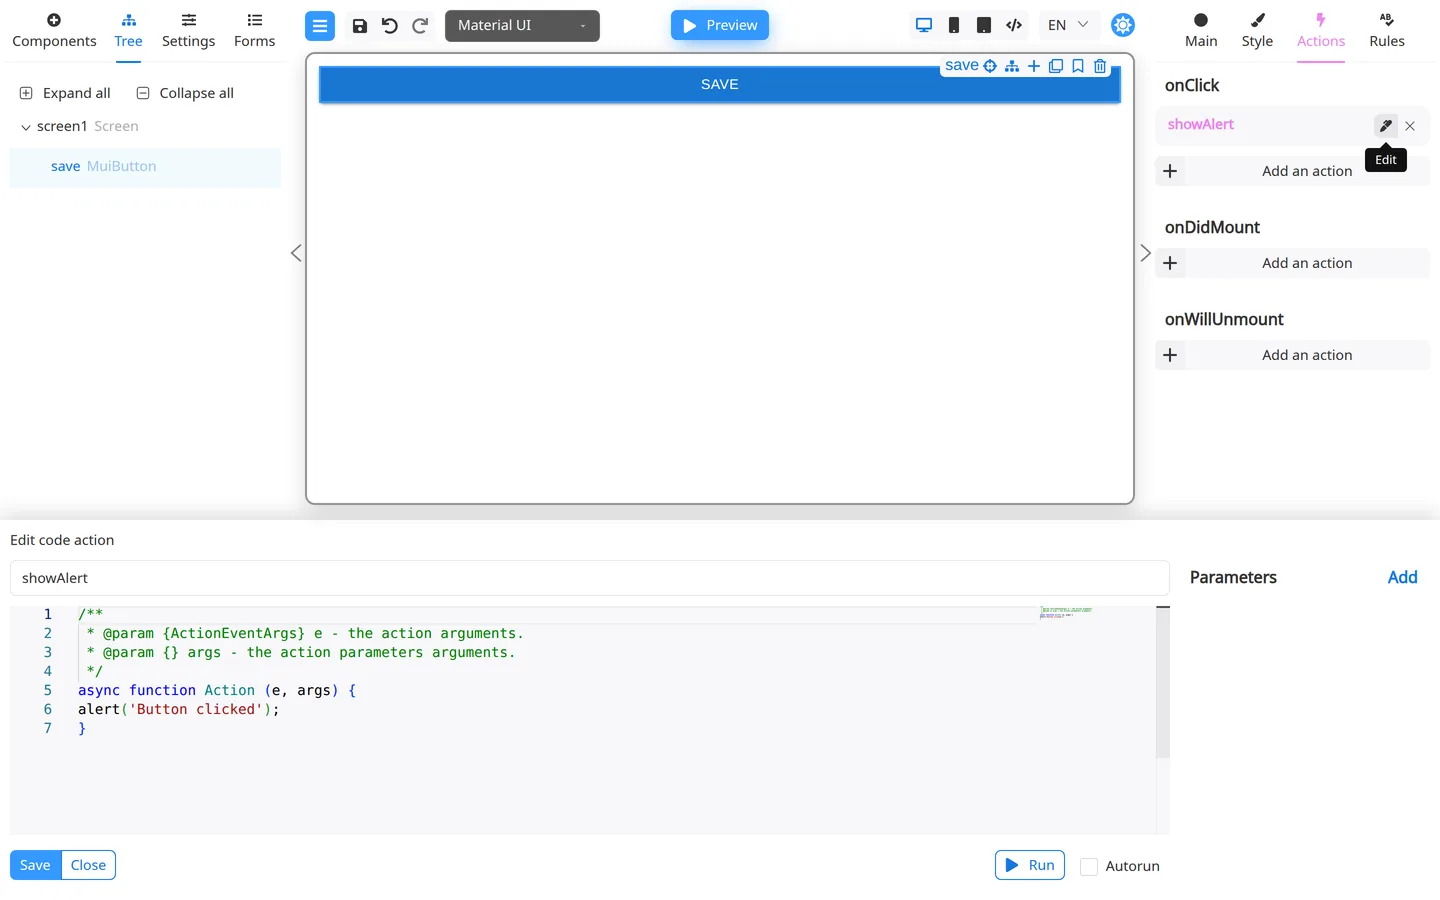 Components
Tree
Settings
Forms
Material UI
Preview
EN
Main
Style
Actions
AB
Rules
Expand all
Collapse all
screen1 Screen
save MuiButton
save
SAVE
onClick
showAlert
Edit
Add an action
onDidMount
Add an action
onWillUnmount
Add an action
Edit code action
showAlert
Parameters
Add
1 /**
2 * @param {ActionEventArgs} e - the action arguments.
3 * @param {} args - the action parameters arguments.
4 */
5 async function Action (e, args) {
6 alert('Button clicked');
7 }
Save
Close
Run
Autorun